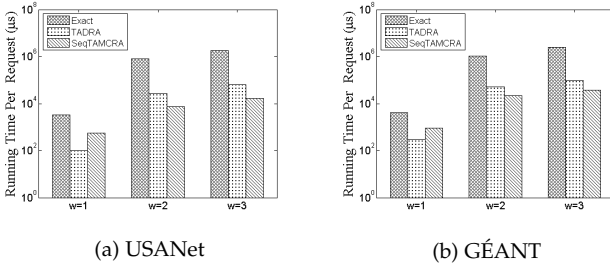 Running Time Per Request (μs)
10^8
10^6
10^4
10^2
10^0
Exact
TADRA
SeqTAMCRA
w=1 w=2 w=3
(a) USANet
Running Time Per Request (μs)
10^8
10^6
10^4
10^2
10^0
Exact
TADRA
SeqTAMCRA
w=1 w=2 w=3
(b) GÉANT